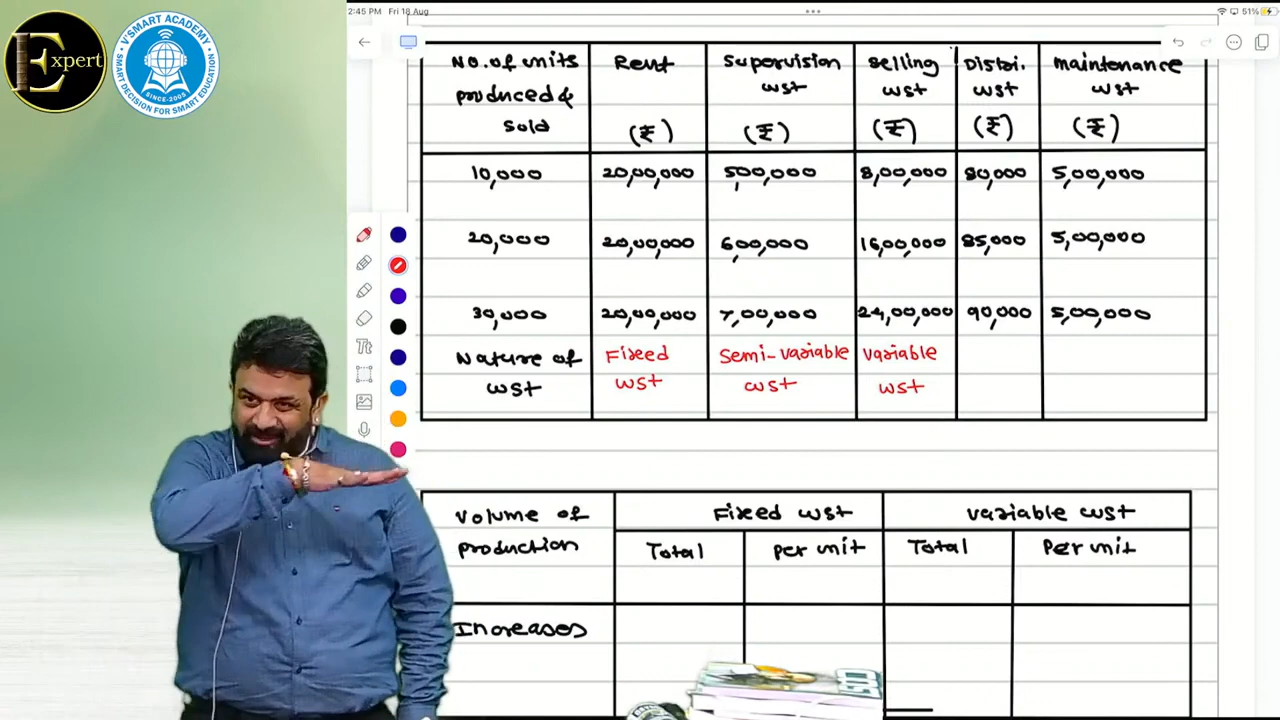 2:45 PM Fri 18 Aug
51%
Expert
V'SMART ACADEMY
SINCE-2005
SMART DECISION FOR SMART EDUCATION
No. of units produced & sold | Rent (₹) | Supervision cost (₹) | Selling cost (₹) | Distri. cost (₹) | maintenance cost (₹)
10,000 | 20,00,000 | 500,000 | 8,00,000 | 80,000 | 5,00,000
20,000 | 20,00,000 | 600,000 | 16,00,000 | 85,000 | 5,00,000
30,000 | 20,00,000 | 7,00,000 | 24,00,000 | 90,000 | 5,00,000
Nature of cost | Fixed cost | Semi-variable cost | variable cost
Tt
Volume of production | Fixed cost | variable cost
Total | per unit | Total | Per unit
Increases